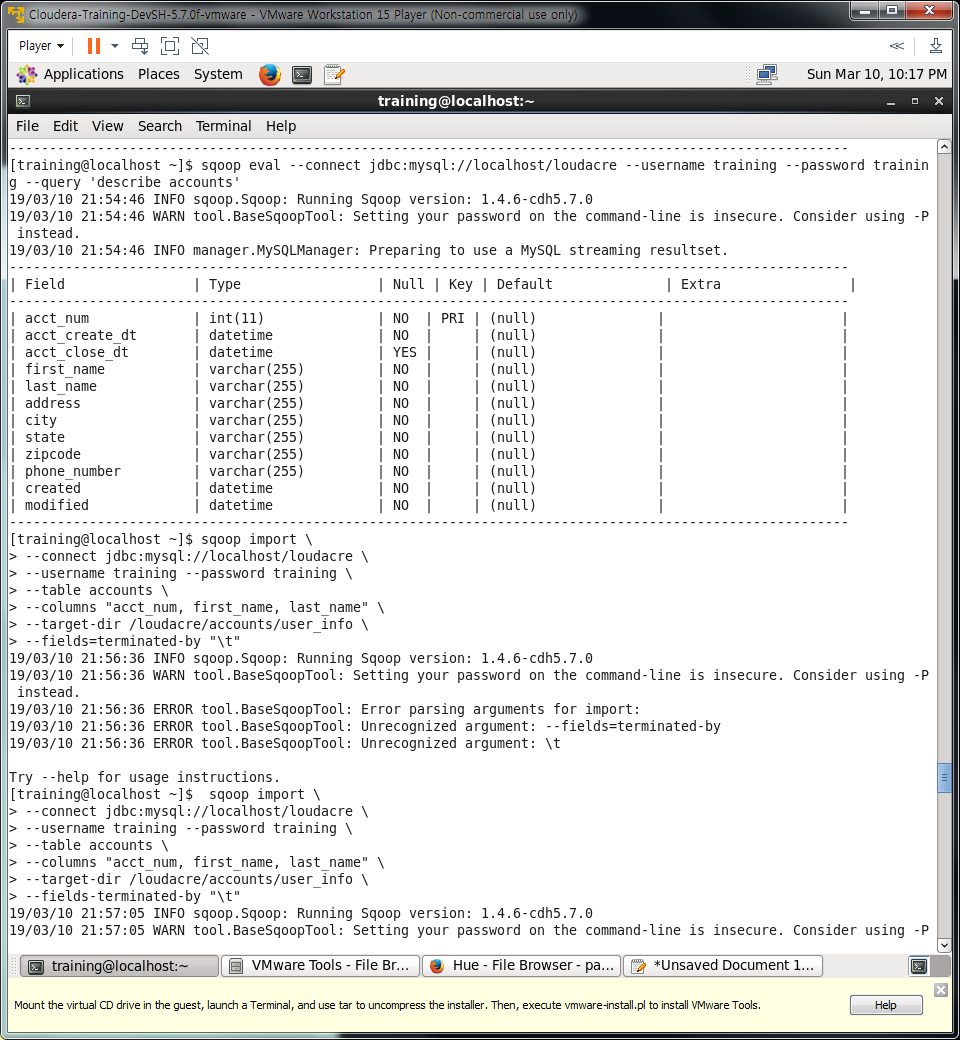 Cloudera-Training-DevSH-5.7.0f-vmware - VMware Workstation 15 Player (Non-commercial use only)
Player
Applications Places System Sun Mar 10, 10:17 PM
training@localhost:~
File Edit View Search Terminal Help
---------------------------------------------------------------------------------------------------------
[training@localhost ~]$ sqoop eval --connect jdbc:mysql://localhost/loudacre --username training --password trainin
g --query 'describe accounts'
19/03/10 21:54:46 INFO sqoop.Sqoop: Running Sqoop version: 1.4.6-cdh5.7.0
19/03/10 21:54:46 WARN tool.BaseSqoopTool: Setting your password on the command-line is insecure. Consider using -P
 instead.
19/03/10 21:54:46 INFO manager.MySQLManager: Preparing to use a MySQL streaming resultset.
---------------------------------------------------------------------------------------------------------
| Field                | Type                 | Null | Key | Default              | Extra                |
---------------------------------------------------------------------------------------------------------
| acct_num             | int(11)              | NO  | PRI | (null)               |                      |
| acct_create_dt       | datetime             | NO  |     | (null)               |                      |
| acct_close_dt        | datetime             | YES |     | (null)               |                      |
| first_name           | varchar(255)         | NO  |     | (null)               |                      |
| last_name            | varchar(255)         | NO  |     | (null)               |                      |
| address              | varchar(255)         | NO  |     | (null)               |                      |
| city                 | varchar(255)         | NO  |     | (null)               |                      |
| state                | varchar(255)         | NO  |     | (null)               |                      |
| zipcode              | varchar(255)         | NO  |     | (null)               |                      |
| phone_number         | varchar(255)         | NO  |     | (null)               |                      |
| created              | datetime             | NO  |     | (null)               |                      |
| modified             | datetime             | NO  |     | (null)               |                      |
---------------------------------------------------------------------------------------------------------
[training@localhost ~]$ sqoop import \
> --connect jdbc:mysql://localhost/loudacre \
> --username training --password training \
> --table accounts \
> --columns "acct_num, first_name, last_name" \
> --target-dir /loudacre/accounts/user_info \
> --fields=terminated-by "\t"
19/03/10 21:56:36 INFO sqoop.Sqoop: Running Sqoop version: 1.4.6-cdh5.7.0
19/03/10 21:56:36 WARN tool.BaseSqoopTool: Setting your password on the command-line is insecure. Consider using -P
 instead.
19/03/10 21:56:36 ERROR tool.BaseSqoopTool: Error parsing arguments for import:
19/03/10 21:56:36 ERROR tool.BaseSqoopTool: Unrecognized argument: --fields=terminated-by
19/03/10 21:56:36 ERROR tool.BaseSqoopTool: Unrecognized argument: \t
Try --help for usage instructions.
[training@localhost ~]$  sqoop import \
> --connect jdbc:mysql://localhost/loudacre \
> --username training --password training \
> --table accounts \
> --columns "acct_num, first_name, last_name" \
> --target-dir /loudacre/accounts/user_info \
> --fields-terminated-by "\t"
19/03/10 21:57:05 INFO sqoop.Sqoop: Running Sqoop version: 1.4.6-cdh5.7.0
19/03/10 21:57:05 WARN tool.BaseSqoopTool: Setting your password on the command-line is insecure. Consider using -P
training@localhost:~ VMware Tools - File Br... Hue - File Browser - pa... *Unsaved Document 1...
Mount the virtual CD drive in the guest, launch a Terminal, and use tar to uncompress the installer. Then, execute vmware-install.pl to install VMware Tools. Help